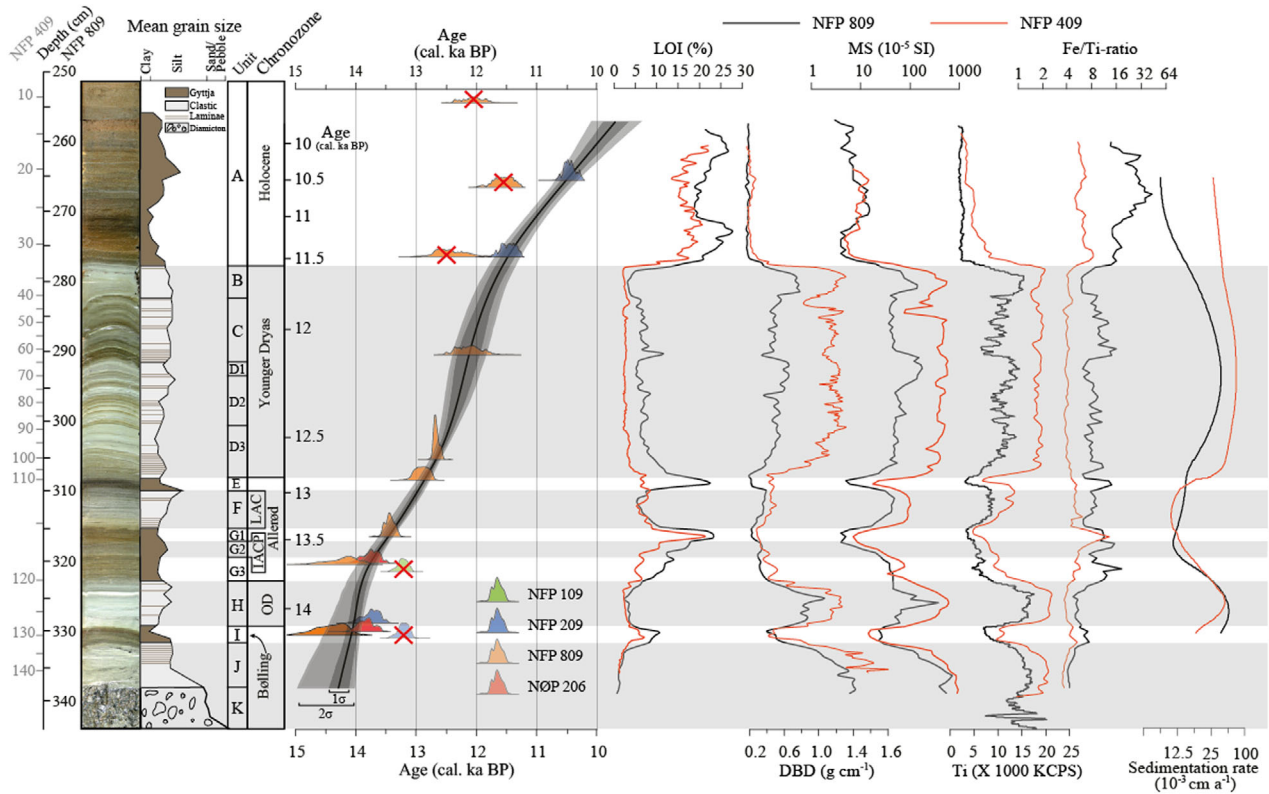 NFP 809
NFP 409
NFP 409
Depth (cm)
NFP 809
Mean grain size
Clay
Silt
Sand/
Pebble
Unit
Chronozone
Age
(cal. ka BP)
LOI (%)
MS (10-5 SI)
Fe/Ti-ratio
15 14 13 12 11 10
0 5 10 15 20 25 30
1 10 100 1000
1 2 4 8 16 32 64
250
260
270
280
290
300
310
320
330
340
10
20
30
40
50
60
70
80
90
100
110
120
130
140
Gyttja
Clastic
Laminae
Diamicton
A
B
C
D1
D2
D3
E
F
G1
G2
G3
H
I
J
K
Holocene
Younger Dryas
LAC
Allerød
IACP
OD
Bølling
Age
(cal. ka BP)
10
10.5
11
11.5
12
12.5
13
13.5
14
1σ
2σ
NFP 109
NFP 209
NFP 809
NØP 206
15 14 13 12 11 10
Age (cal. ka BP)
0.2 0.6 1.0 1.4 1.6
DBD (g cm-1)
0 5 10 15 20 25
Ti (X 1000 KCPS)
12.5 25 100
Sedimentation rate
(10-3 cm a-1)